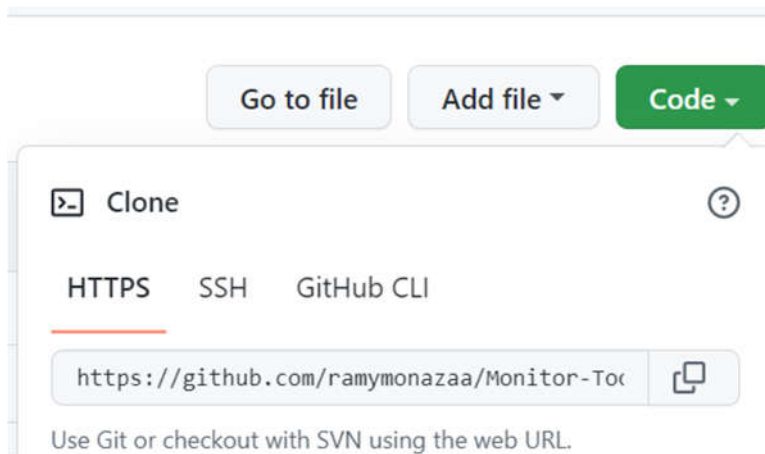 Go to file Add file Code
Clone
HTTPS SSH GitHub CLI
https://github.com/ramymonazaa/Monitor-Too
Use Git or checkout with SVN using the web URL.